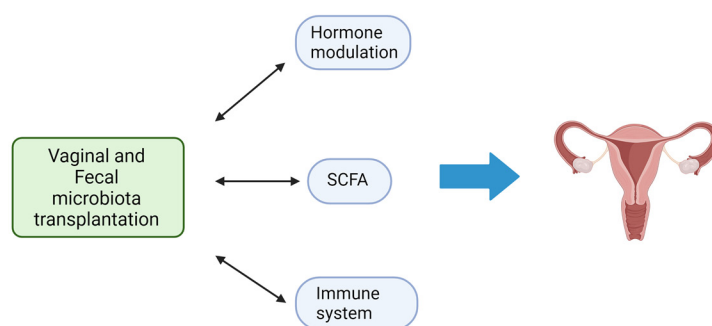 Hormone
modulation
Vaginal and
Fecal
microbiota
transplantation
SCFA
Immune
system